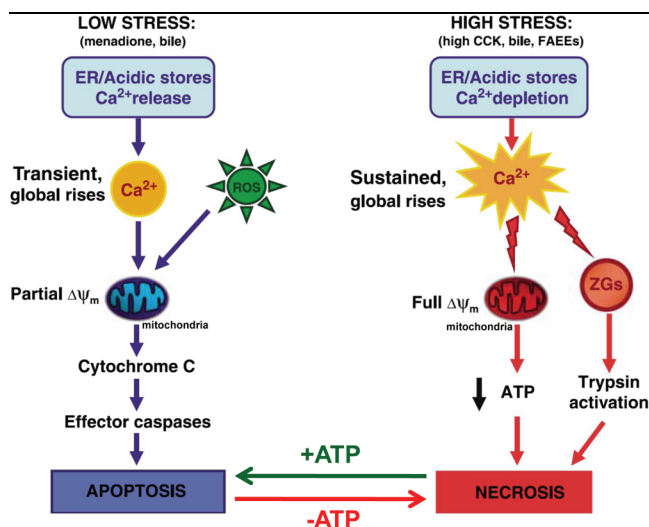 LOW STRESS:
(menadione, bile)
ER/Acidic stores
Ca²⁺release
Transient,
global rises
Ca²⁺
ROS
Partial ΔΨₘ
mitochondria
Cytochrome C
Effector caspases
APOPTOSIS
HIGH STRESS:
(high CCK, bile, FAEEs)
ER/Acidic stores
Ca²⁺depletion
Sustained,
global rises
Ca²⁺
Full ΔΨₘ
mitochondria
ZGs
ATP
Trypsin
activation
NECROSIS
+ATP
-ATP